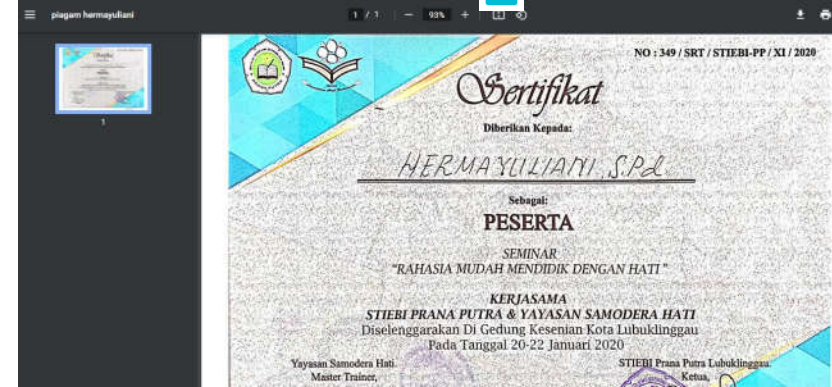 piagam hermayuliani
1 / 1
93%
1
NO : 349 / SRT / STIEBI-PP / XI / 2020
Sertifikat
Diberikan Kepada:
HERMAYULIANI, S.Pd
Sebagai:
PESERTA
SEMINAR
"RAHASIA MUDAH MENDIDIK DENGAN HATI"
KERJASAMA
STIEBI PRANA PUTRA & YAYASAN SAMODERA HATI
Diselenggarakan Di Gedung Kesenian Kota Lubuklinggau
Pada Tanggal 20-22 Januari 2020
Yayasan Samodera Hati.
Master Trainer,
STIEBI Prana Putra Lubuklinggau.
Ketua,